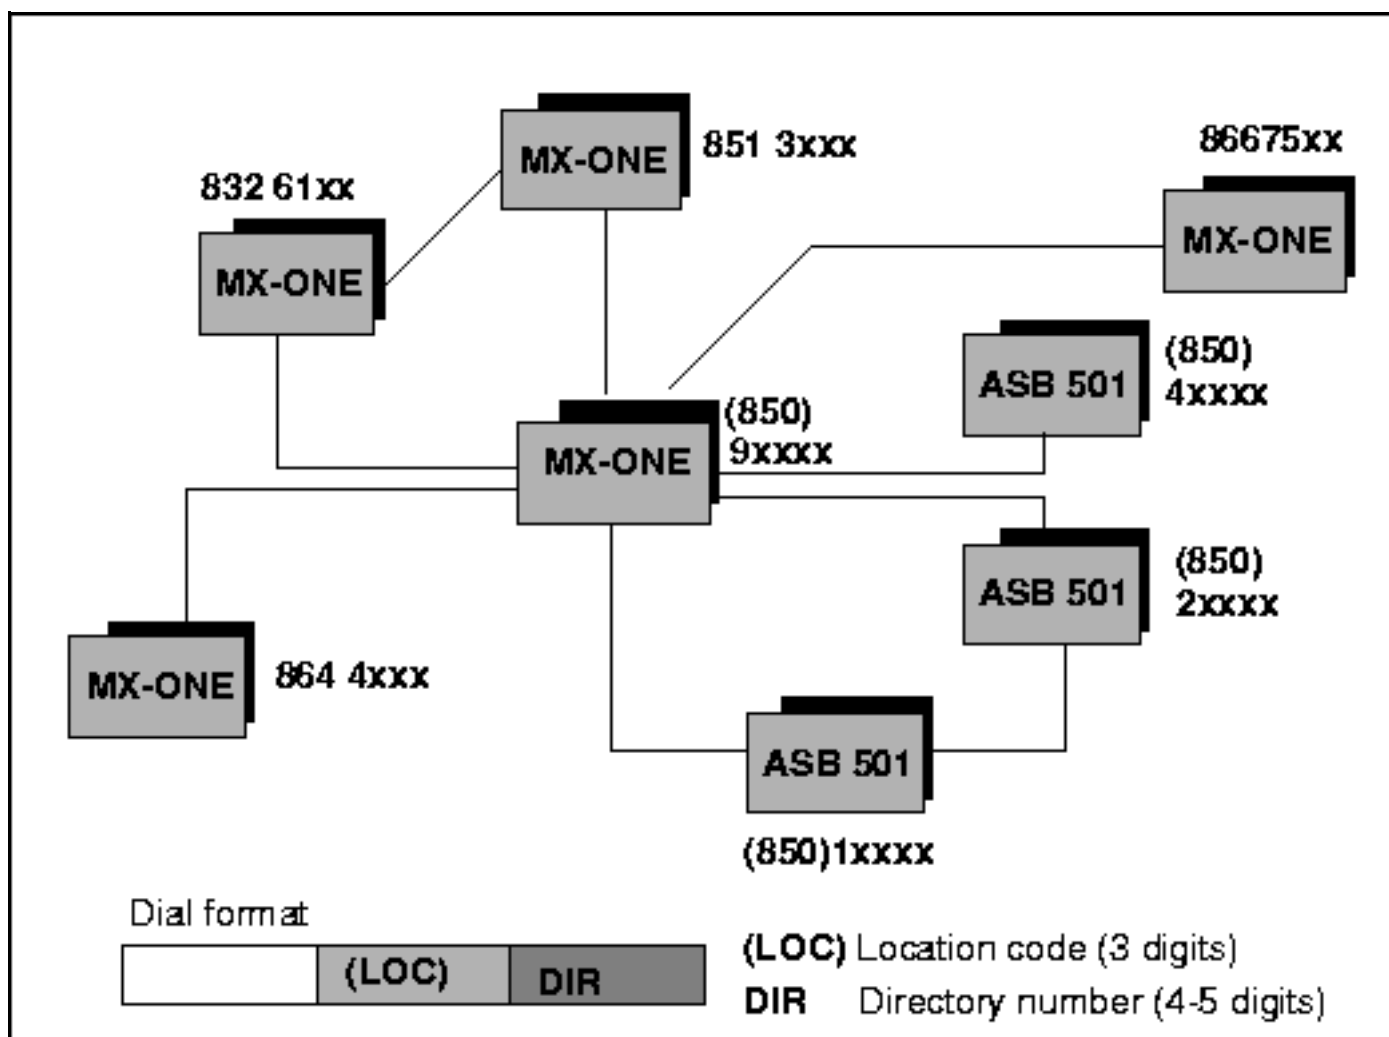 851 3xxx
MX-ONE
86675xx
832 61xx
MX-ONE
MX-ONE
(850)
4xxxx
ASB 501
(850)
9xxxx
MX-ONE
(850)
2xxxx
ASB 501
MX-ONE
864 4xxx
ASB 501
(850)1xxxx
Dial format
(LOC)
DIR
(LOC) Location code (3 digits)
DIR Directory number (4-5 digits)